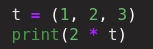 t = (1, 2, 3)
print(2 * t)